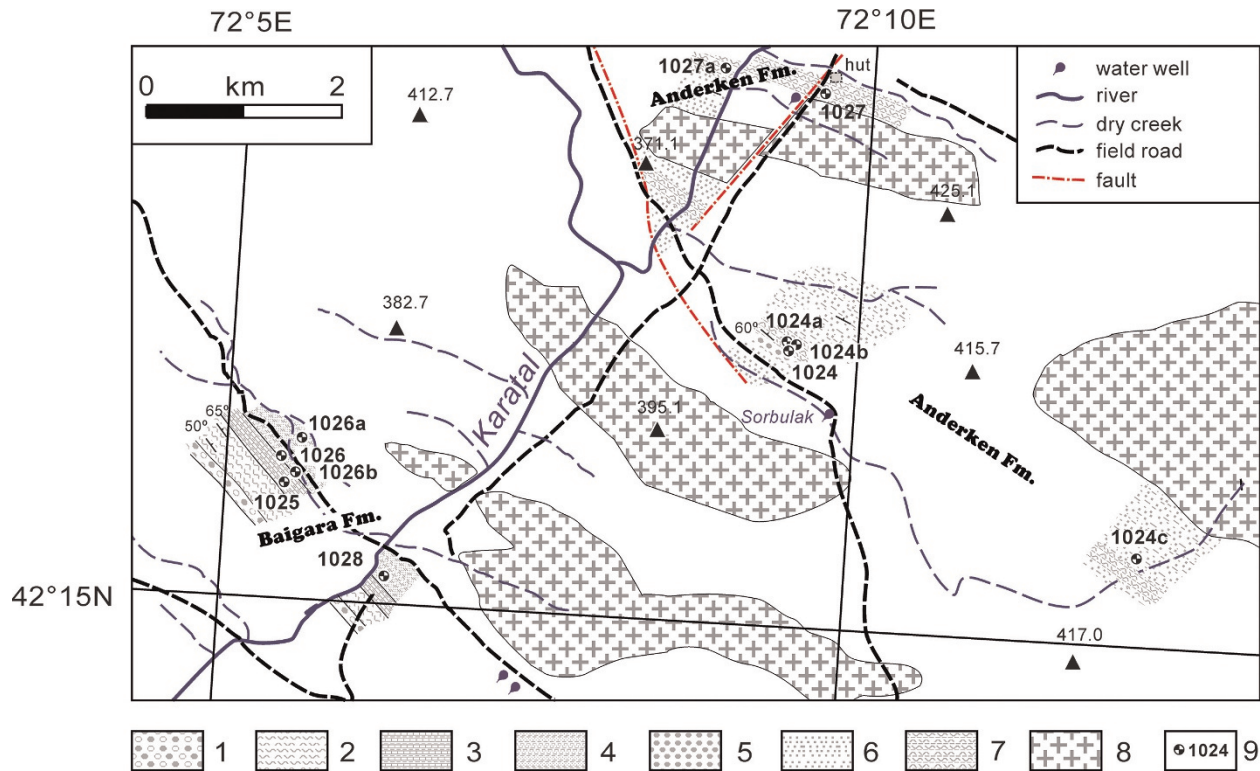 72°5E
72°10E
0 km 2
412.7
1027a
Anderken Fm.
hut
1027
371.1
425.1
water well
river
dry creek
field road
fault
382.7
Karatal
60°
1024a
1024b
1024
415.7
395.1
Sorbulak
Anderken Fm.
65°
50°
1026a
1026
1026b
1025
Baigara Fm.
1028
1024c
42°15N
417.0
1 2 3 4 5 6 7 8 1024 9